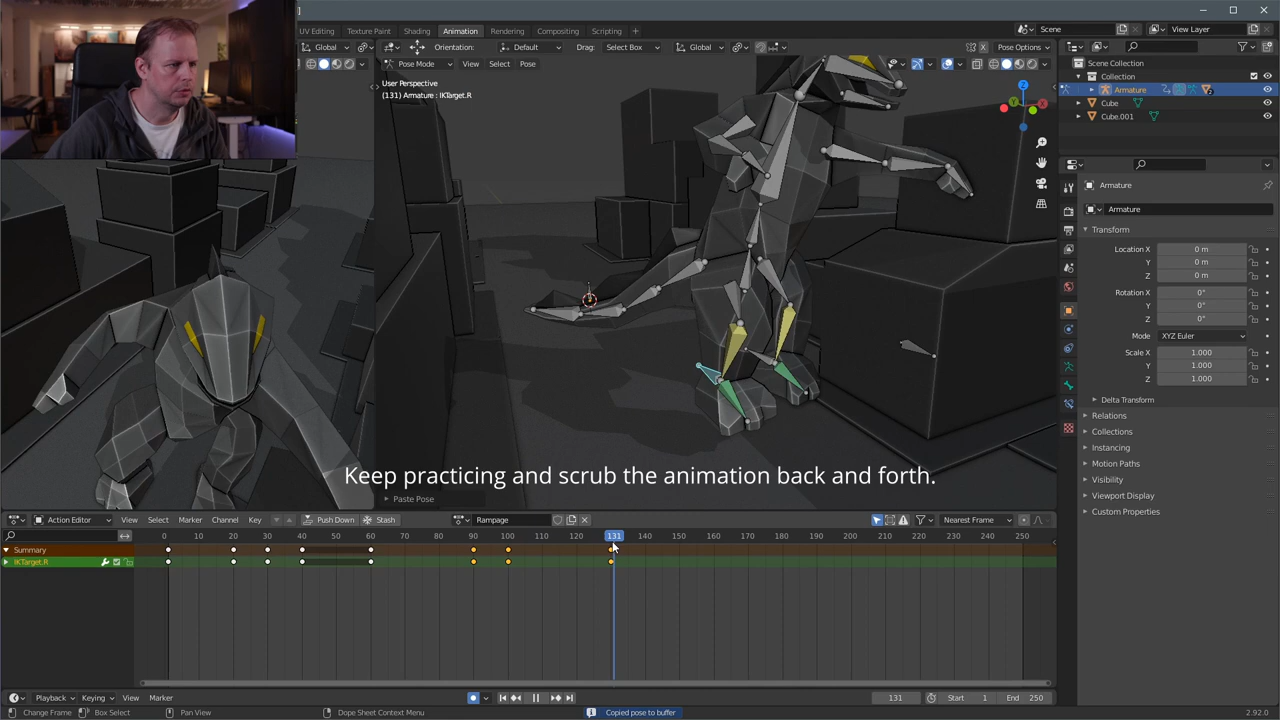 UV Editing Texture Paint Shading Animation Rendering Compositing Scripting +
Scene View Layer
Global Orientation: Default Drag: Select Box Global Pose Options
Pose Mode View Select Pose
User Perspective
(131) Armature : IKTarget.R
Z
Y
X
Scene Collection
Collection
Armature
Cube
Cube.001
Armature
Armature
Transform
Location X 0 m
Y 0 m
Z 0 m
Rotation X 0°
Y 0°
Z 0°
Mode XYZ Euler
Scale X 1.000
Y 1.000
Z 1.000
Delta Transform
Relations
Collections
Instancing
Motion Paths
Visibility
Viewport Display
Custom Properties
Keep practicing and scrub the animation back and forth.
Paste Pose
Action Editor View Select Marker Channel Key Push Down Stash Rampage Nearest Frame
0 10 20 30 40 50 60 70 80 90 100 110 120 131 140 150 160 170 180 190 200 210 220 230 240 250
Summary
IKTarget.R
Playback Keying View Marker 131 Start 1 End 250
Change Frame Box Select Pan View Dope Sheet Context Menu Copied pose to buffer 2.92.0